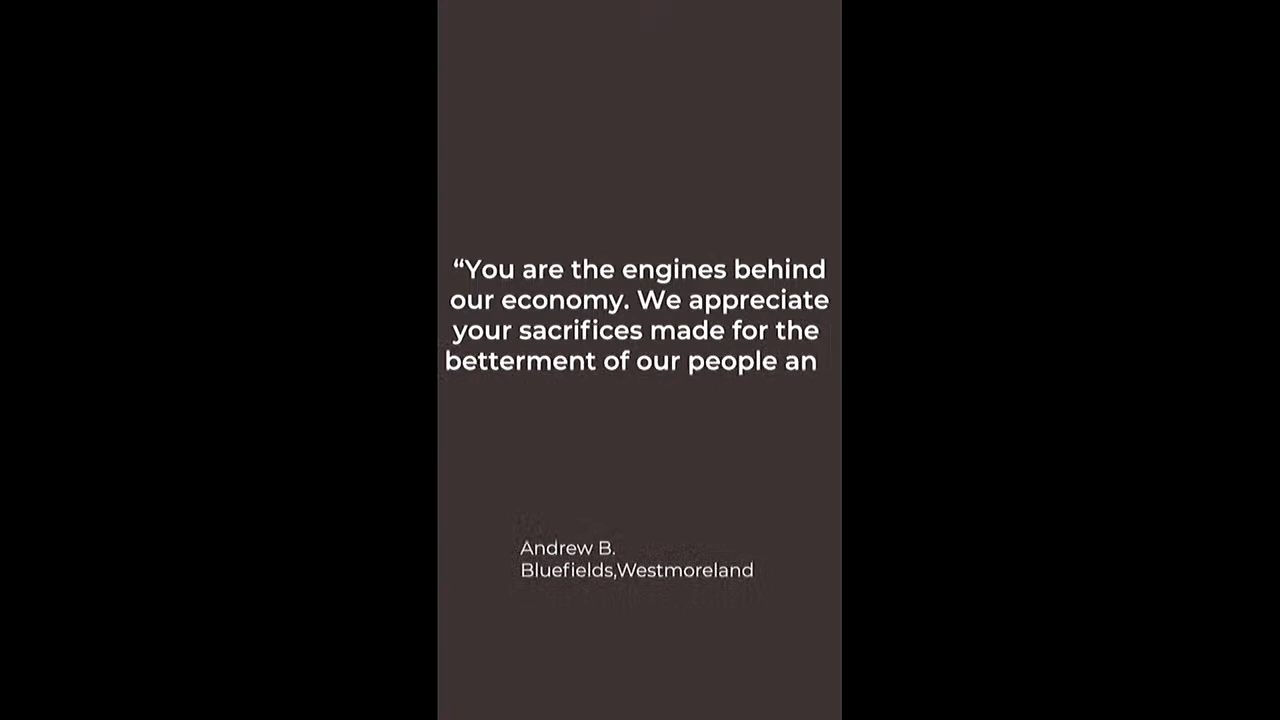 “You are the engines behind
our economy. We appreciate
your sacrifices made for the
betterment of our people an
Andrew B.
Bluefields,Westmoreland